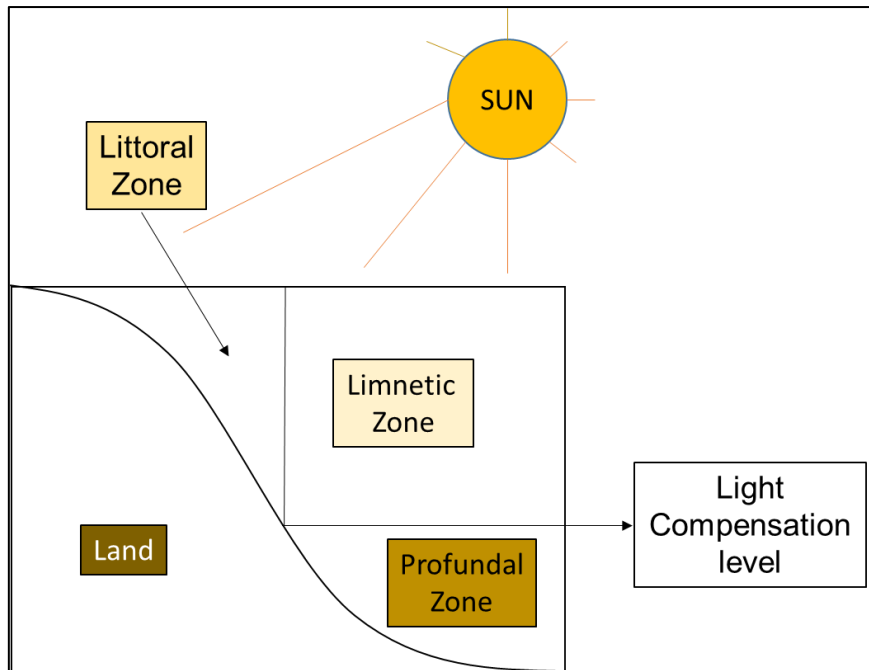 SUN
Littoral
Zone
Limnetic
Zone
Light
Compensation
level
Land
Profundal
Zone